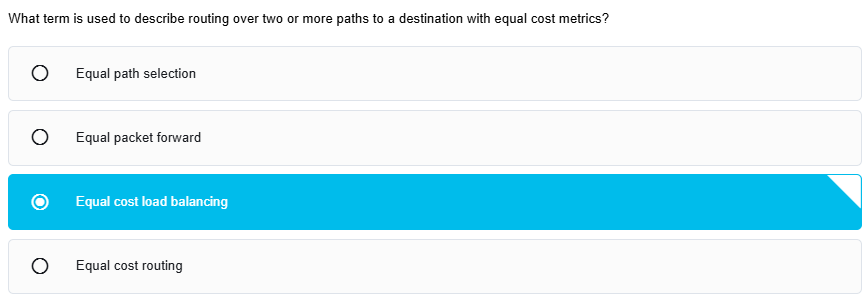 What term is used to describe routing over two or more paths to a destination with equal cost metrics?
Equal path selection
Equal packet forward
Equal cost load balancing
Equal cost routing